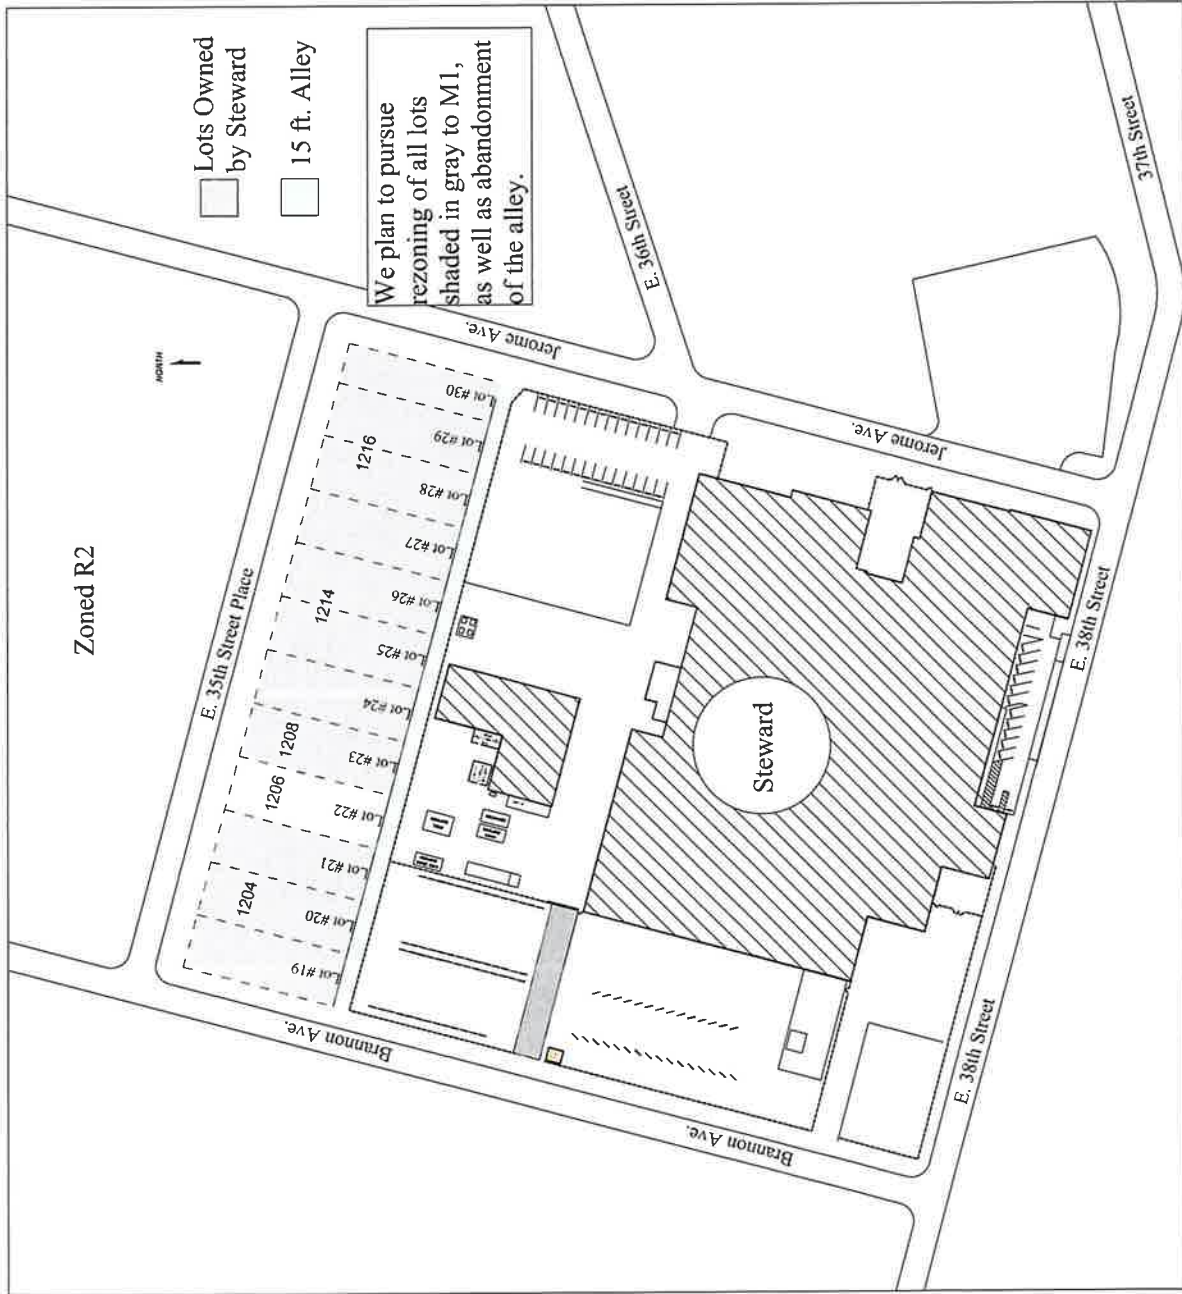 Zoned R2
Lots Owned
by Steward
15 ft. Alley
We plan to pursue
rezoning of all lots
shaded in gray to M1,
as well as abandonment
of the alley.
NORTH
E. 35th Street Place
Jerome Ave.
E. 36th Street
37th Street
Jerome Ave.
E. 38th Street
E. 38th Street
Brannon Ave.
Brannon Ave.
1204
1206
1208
1214
1216
Lot #19
Lot #20
Lot #21
Lot #22
Lot #23
Lot #24
Lot #25
Lot #26
Lot #27
Lot #28
Lot #29
Lot #30
Steward